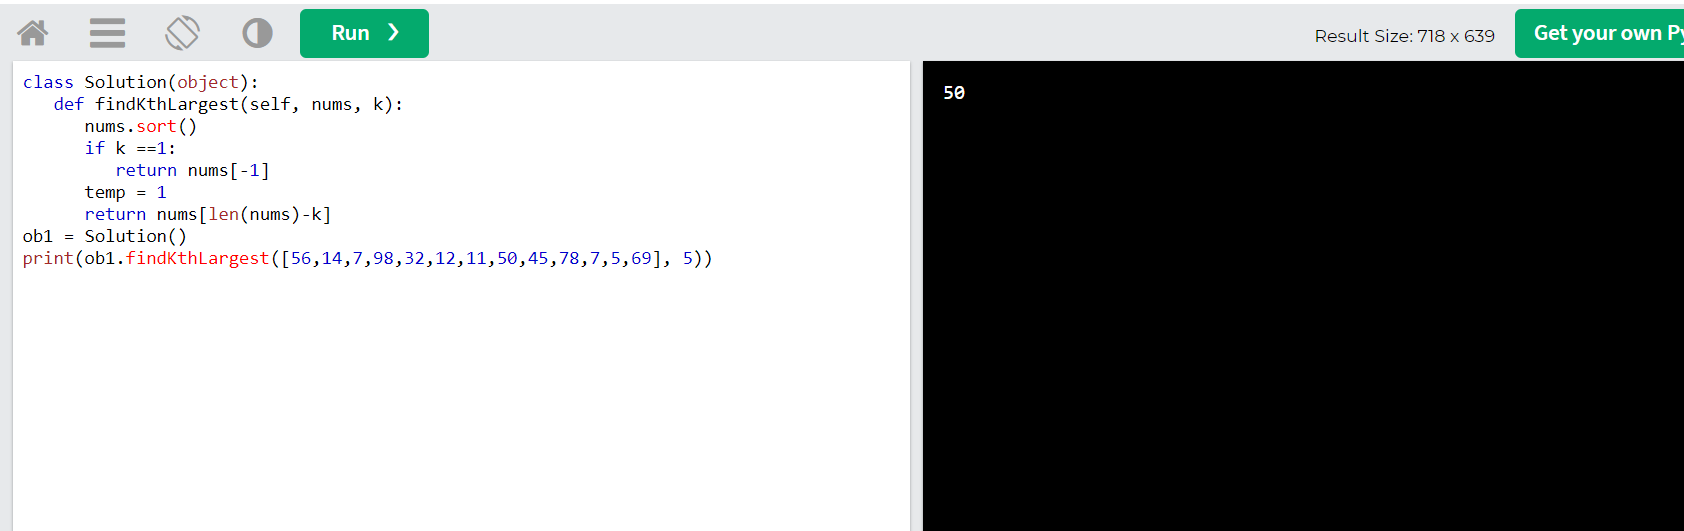 Run ❯
Result Size: 718 x 639
Get your own Py
class Solution(object):
   def findKthLargest(self, nums, k):
      nums.sort()
      if k ==1:
         return nums[-1]
      temp = 1
      return nums[len(nums)-k]
ob1 = Solution()
print(ob1.findKthLargest([56,14,7,98,32,12,11,50,45,78,7,5,69], 5))
50